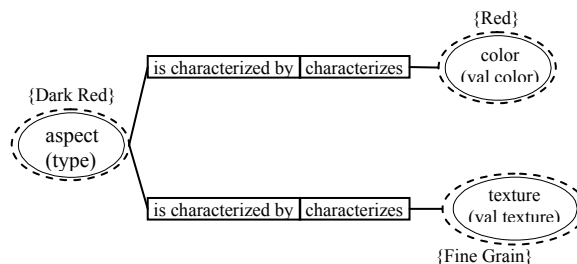 {Red}
is characterized by characterizes
color
(val color)
{Dark Red}
aspect
(type)
is characterized by characterizes
texture
(val texture)
{Fine Grain}